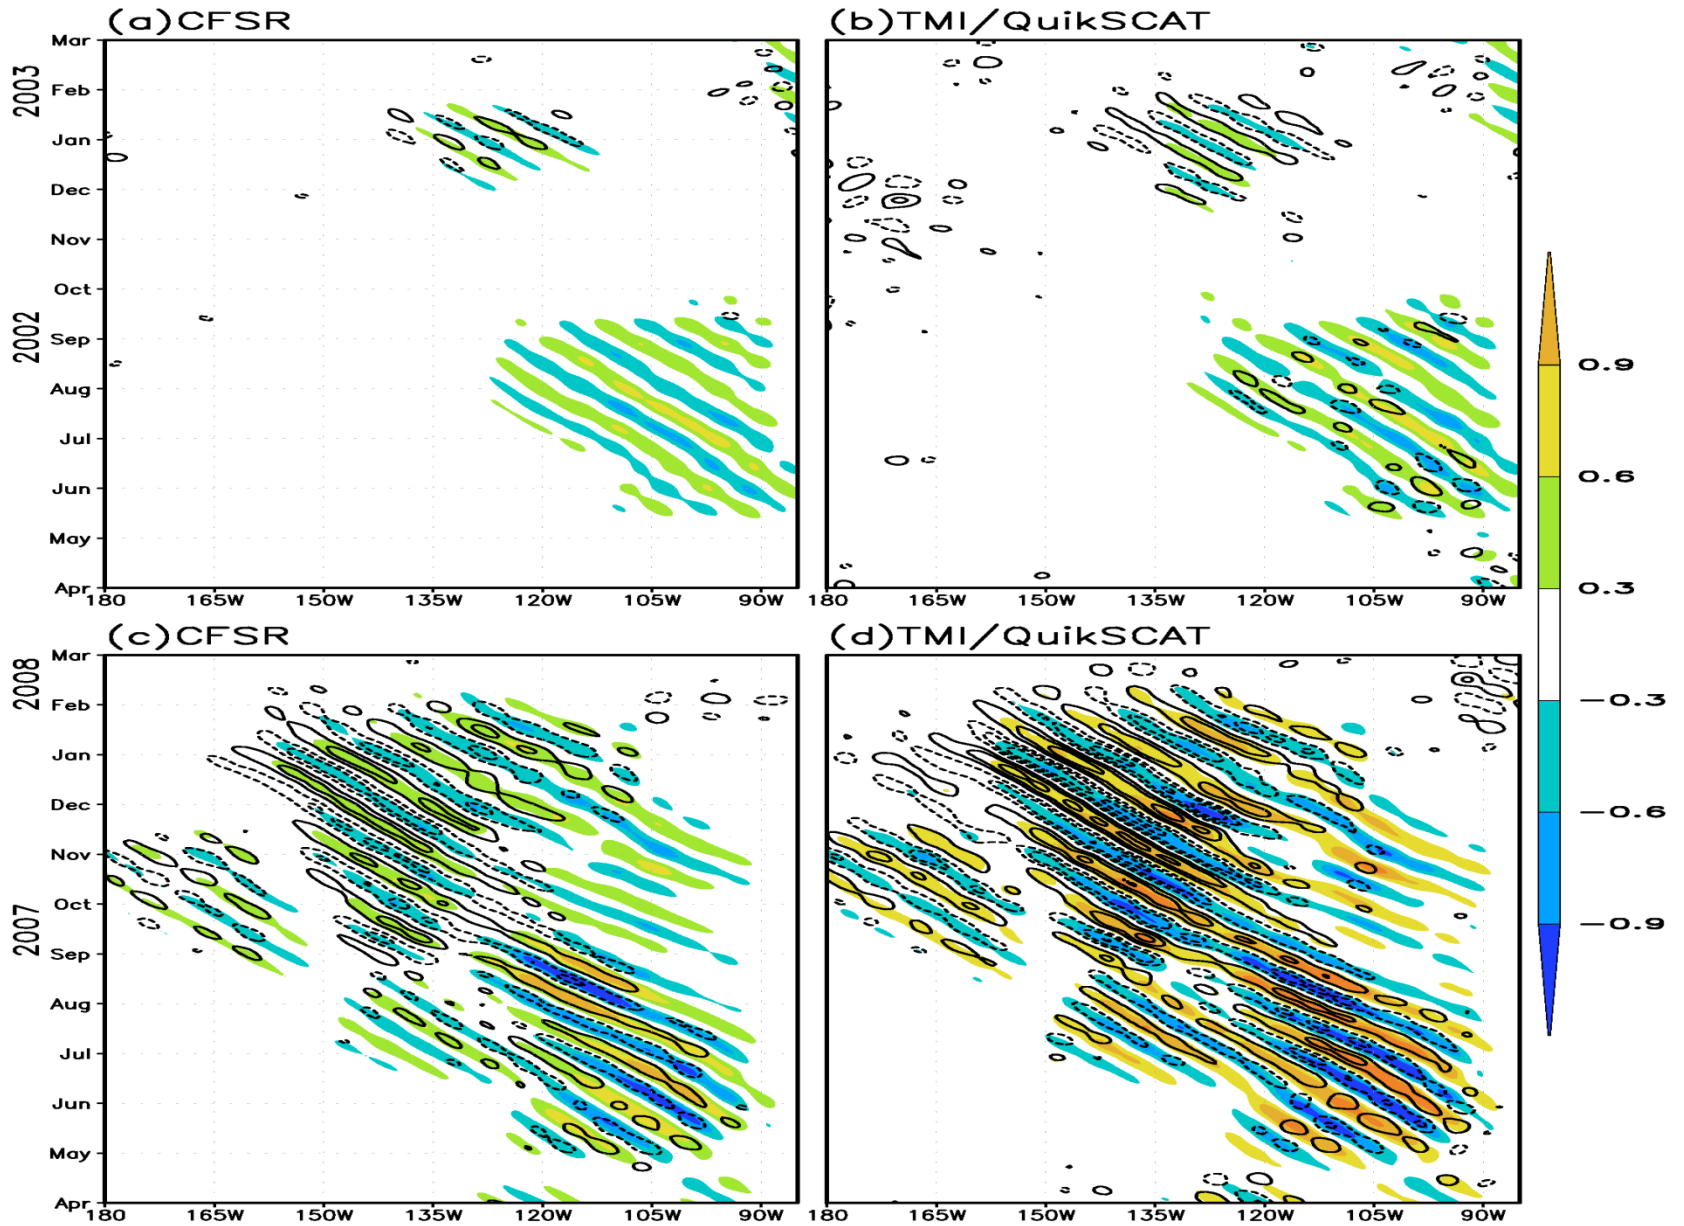 (a)CFSR
(b)TMI/QuikSCAT
Mar
Feb
Jan
Dec
Nov
Oct
Sep
Aug
Jul
Jun
May
Apr
2003
2002
180 165W 150W 135W 120W 105W 90W
180 165W 150W 135W 120W 105W 90W
(c)CFSR
(d)TMI/QuikSCAT
Mar
Feb
Jan
Dec
Nov
Oct
Sep
Aug
Jul
Jun
May
Apr
2008
2007
180 165W 150W 135W 120W 105W 90W
180 165W 150W 135W 120W 105W 90W
0.9
0.6
0.3
−0.3
−0.6
−0.9